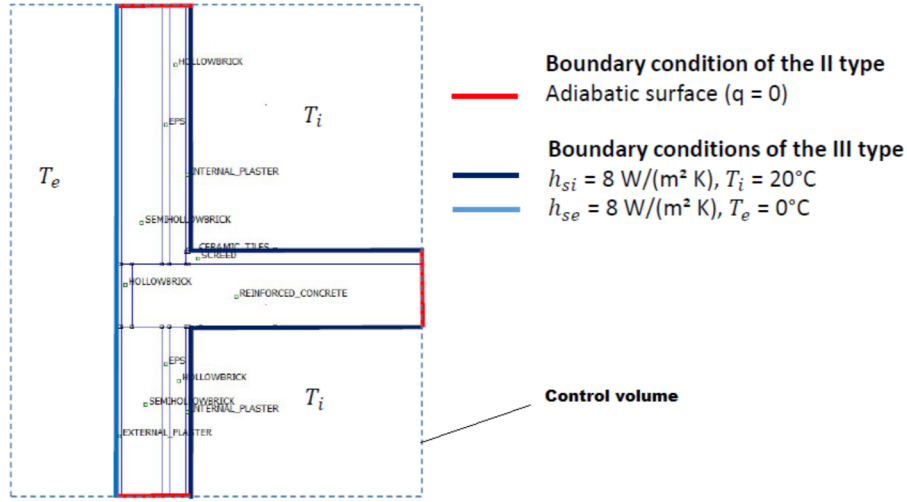 HOLLOWBRICK
T_i
EPS
T_e
INTERNAL_PLASTER
SEMIHOLLOWBRICK
CERAMIC_TILES
SCREED
HOLLOWBRICK
REINFORCED_CONCRETE
EPS
HOLLOWBRICK
T_i
SEMIHOLLOWBRICK
INTERNAL_PLASTER
EXTERNAL_PLASTER
Boundary condition of the II type
Adiabatic surface (q = 0)
Boundary conditions of the III type
h_si = 8 W/(m² K), T_i = 20°C
h_se = 8 W/(m² K), T_e = 0°C
Control volume